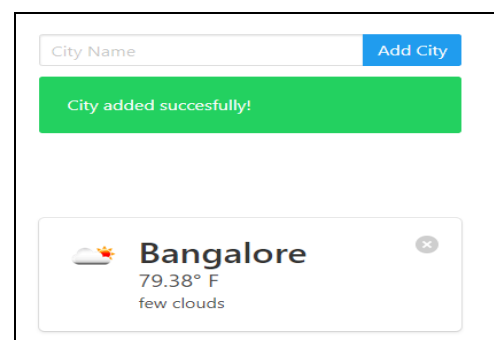 City Name
Add City
City added succesfully!
Bangalore
79.38° F
few clouds